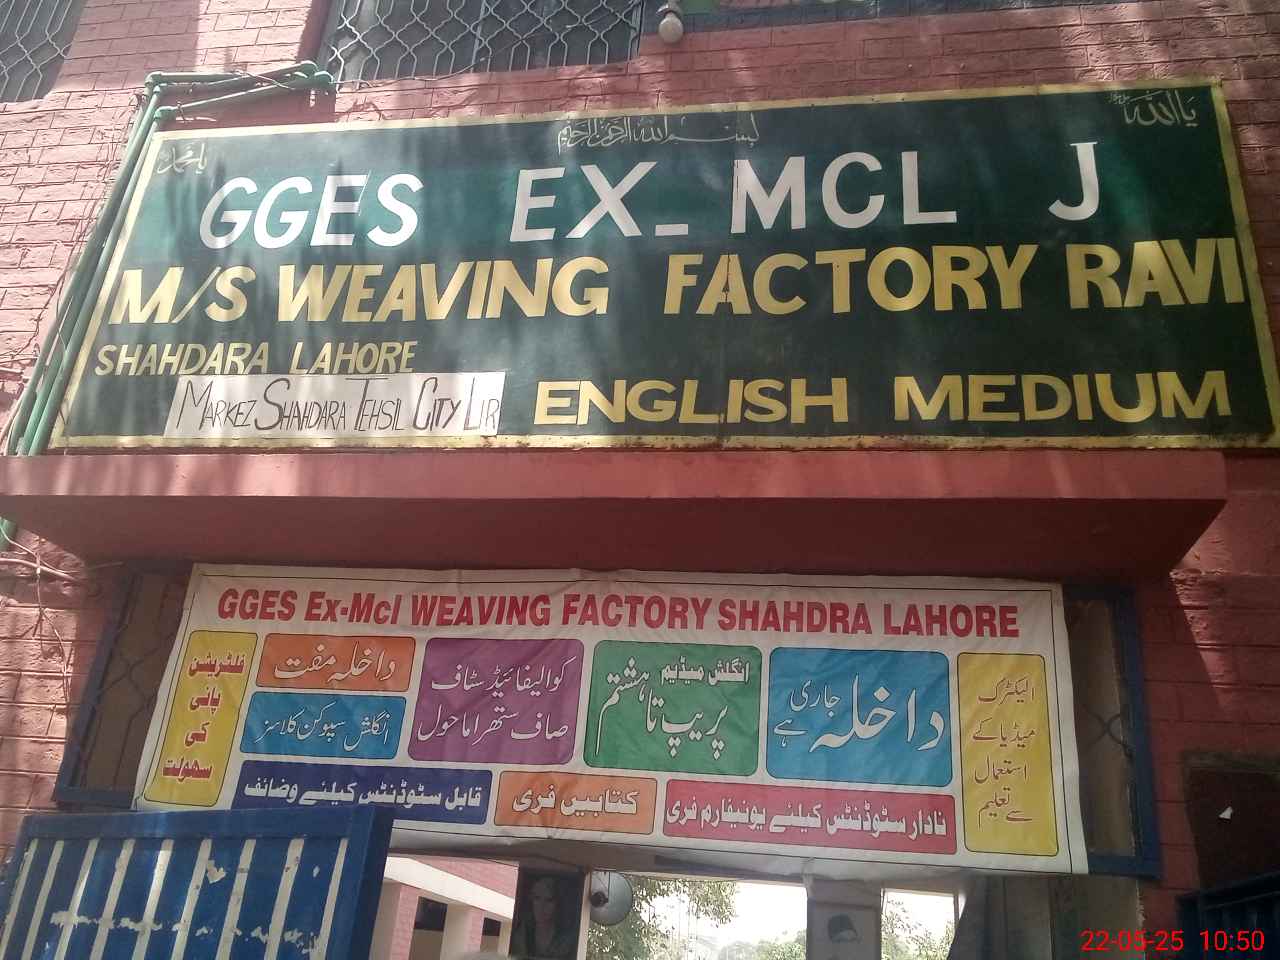 یا اللہ
بسم اللہ الرحمن الرحیم
یا محمد
GGES EX_MCL J
M/S WEAVING FACTORY RAVI
SHAHDARA LAHORE
MARKEZ SHAHDARA TEHSIL CITY LHR
ENGLISH MEDIUM
GGES Ex-Mcl WEAVING FACTORY SHAHDRA LAHORE
الیکٹرک
میڈیا کے
استعمال
سے تعلیم
داخلہ جاری ہے
انگلش میڈیم
پریپ تا ہشتم
کوالیفائیڈ سٹاف
صاف ستھرا ماحول
داخلہ مفت
انگلش سپوکن کلاسز
فلٹریشن
پانی
کی
سہولت
نادار سٹوڈنٹس کیلئے یونیفارم فری
کتابیں فری
قابل سٹوڈنٹس کیلئے وضائف
22-05-25 10:50